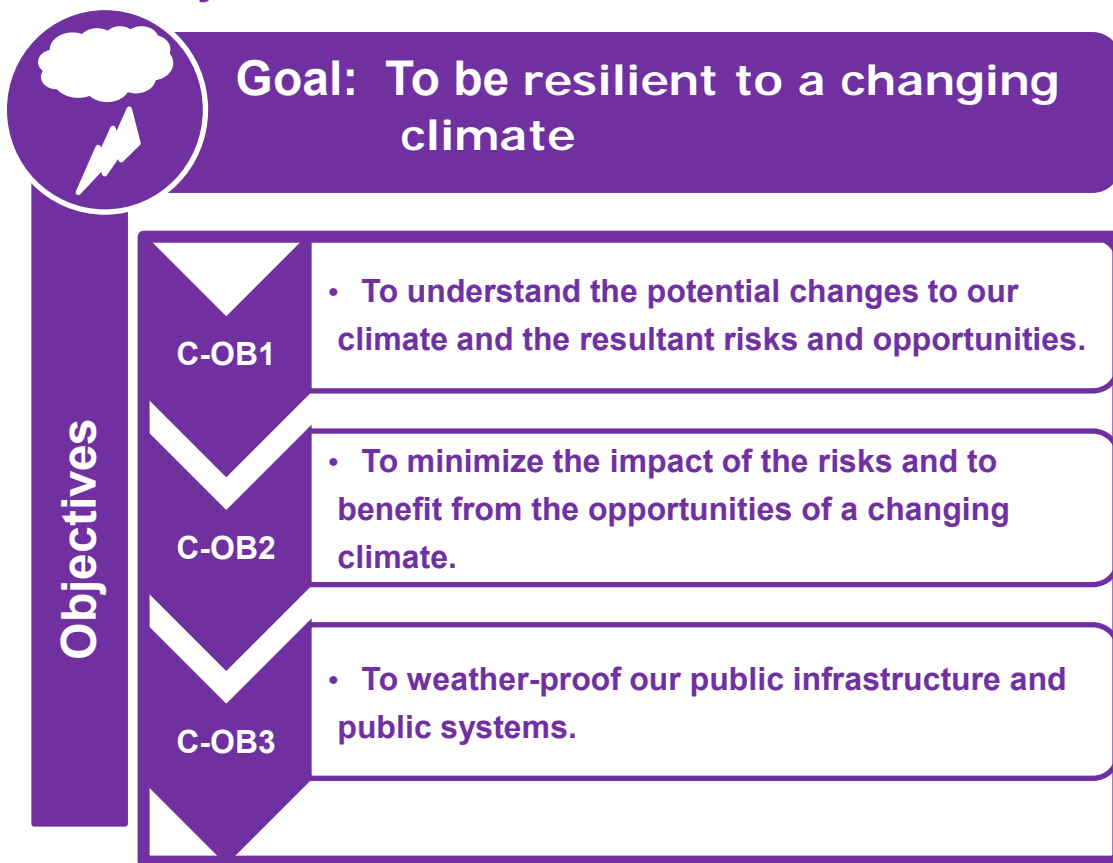 Goal: To be resilient to a changing
climate
Objectives
C-OB1
• To understand the potential changes to our
climate and the resultant risks and opportunities.
C-OB2
• To minimize the impact of the risks and to
benefit from the opportunities of a changing
climate.
C-OB3
• To weather-proof our public infrastructure and
public systems.